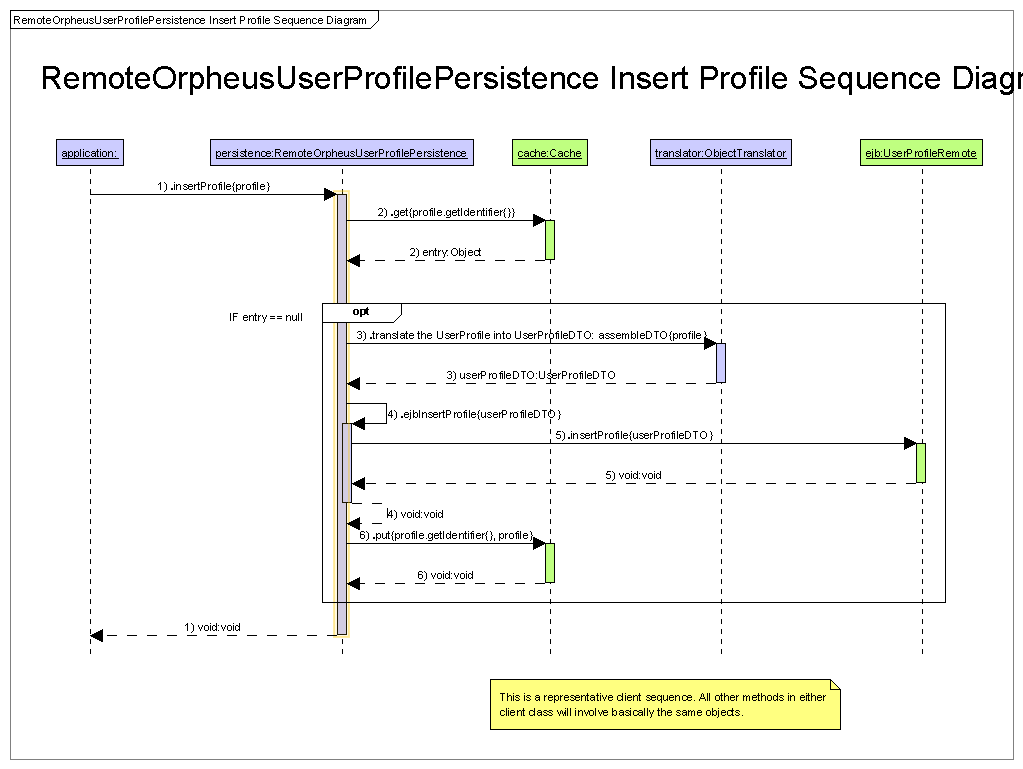 RemoteOrpheusUserProfilePersistence Insert Profile Sequence Diagram
RemoteOrpheusUserProfilePersistence Insert Profile Sequence Diagr
application:
persistence:RemoteOrpheusUserProfilePersistence
cache:Cache
translator:ObjectTranslator
ejb:UserProfileRemote
1) .insertProfile{profile}
2) .get{profile.getIdentifier{}}
2) entry:Object
IF entry == null
opt
3) .translate the UserProfile into UserProfileDTO: assembleDTO{profile}
3) userProfileDTO:UserProfileDTO
4) .ejbInsertProfile{userProfileDTO}
5) .insertProfile{userProfileDTO}
5) void:void
4) void:void
6) .put{profile.getIdentifier{}, profile}
6) void:void
1) void:void
This is a representative client sequence. All other methods in either
client class will involve basically the same objects.